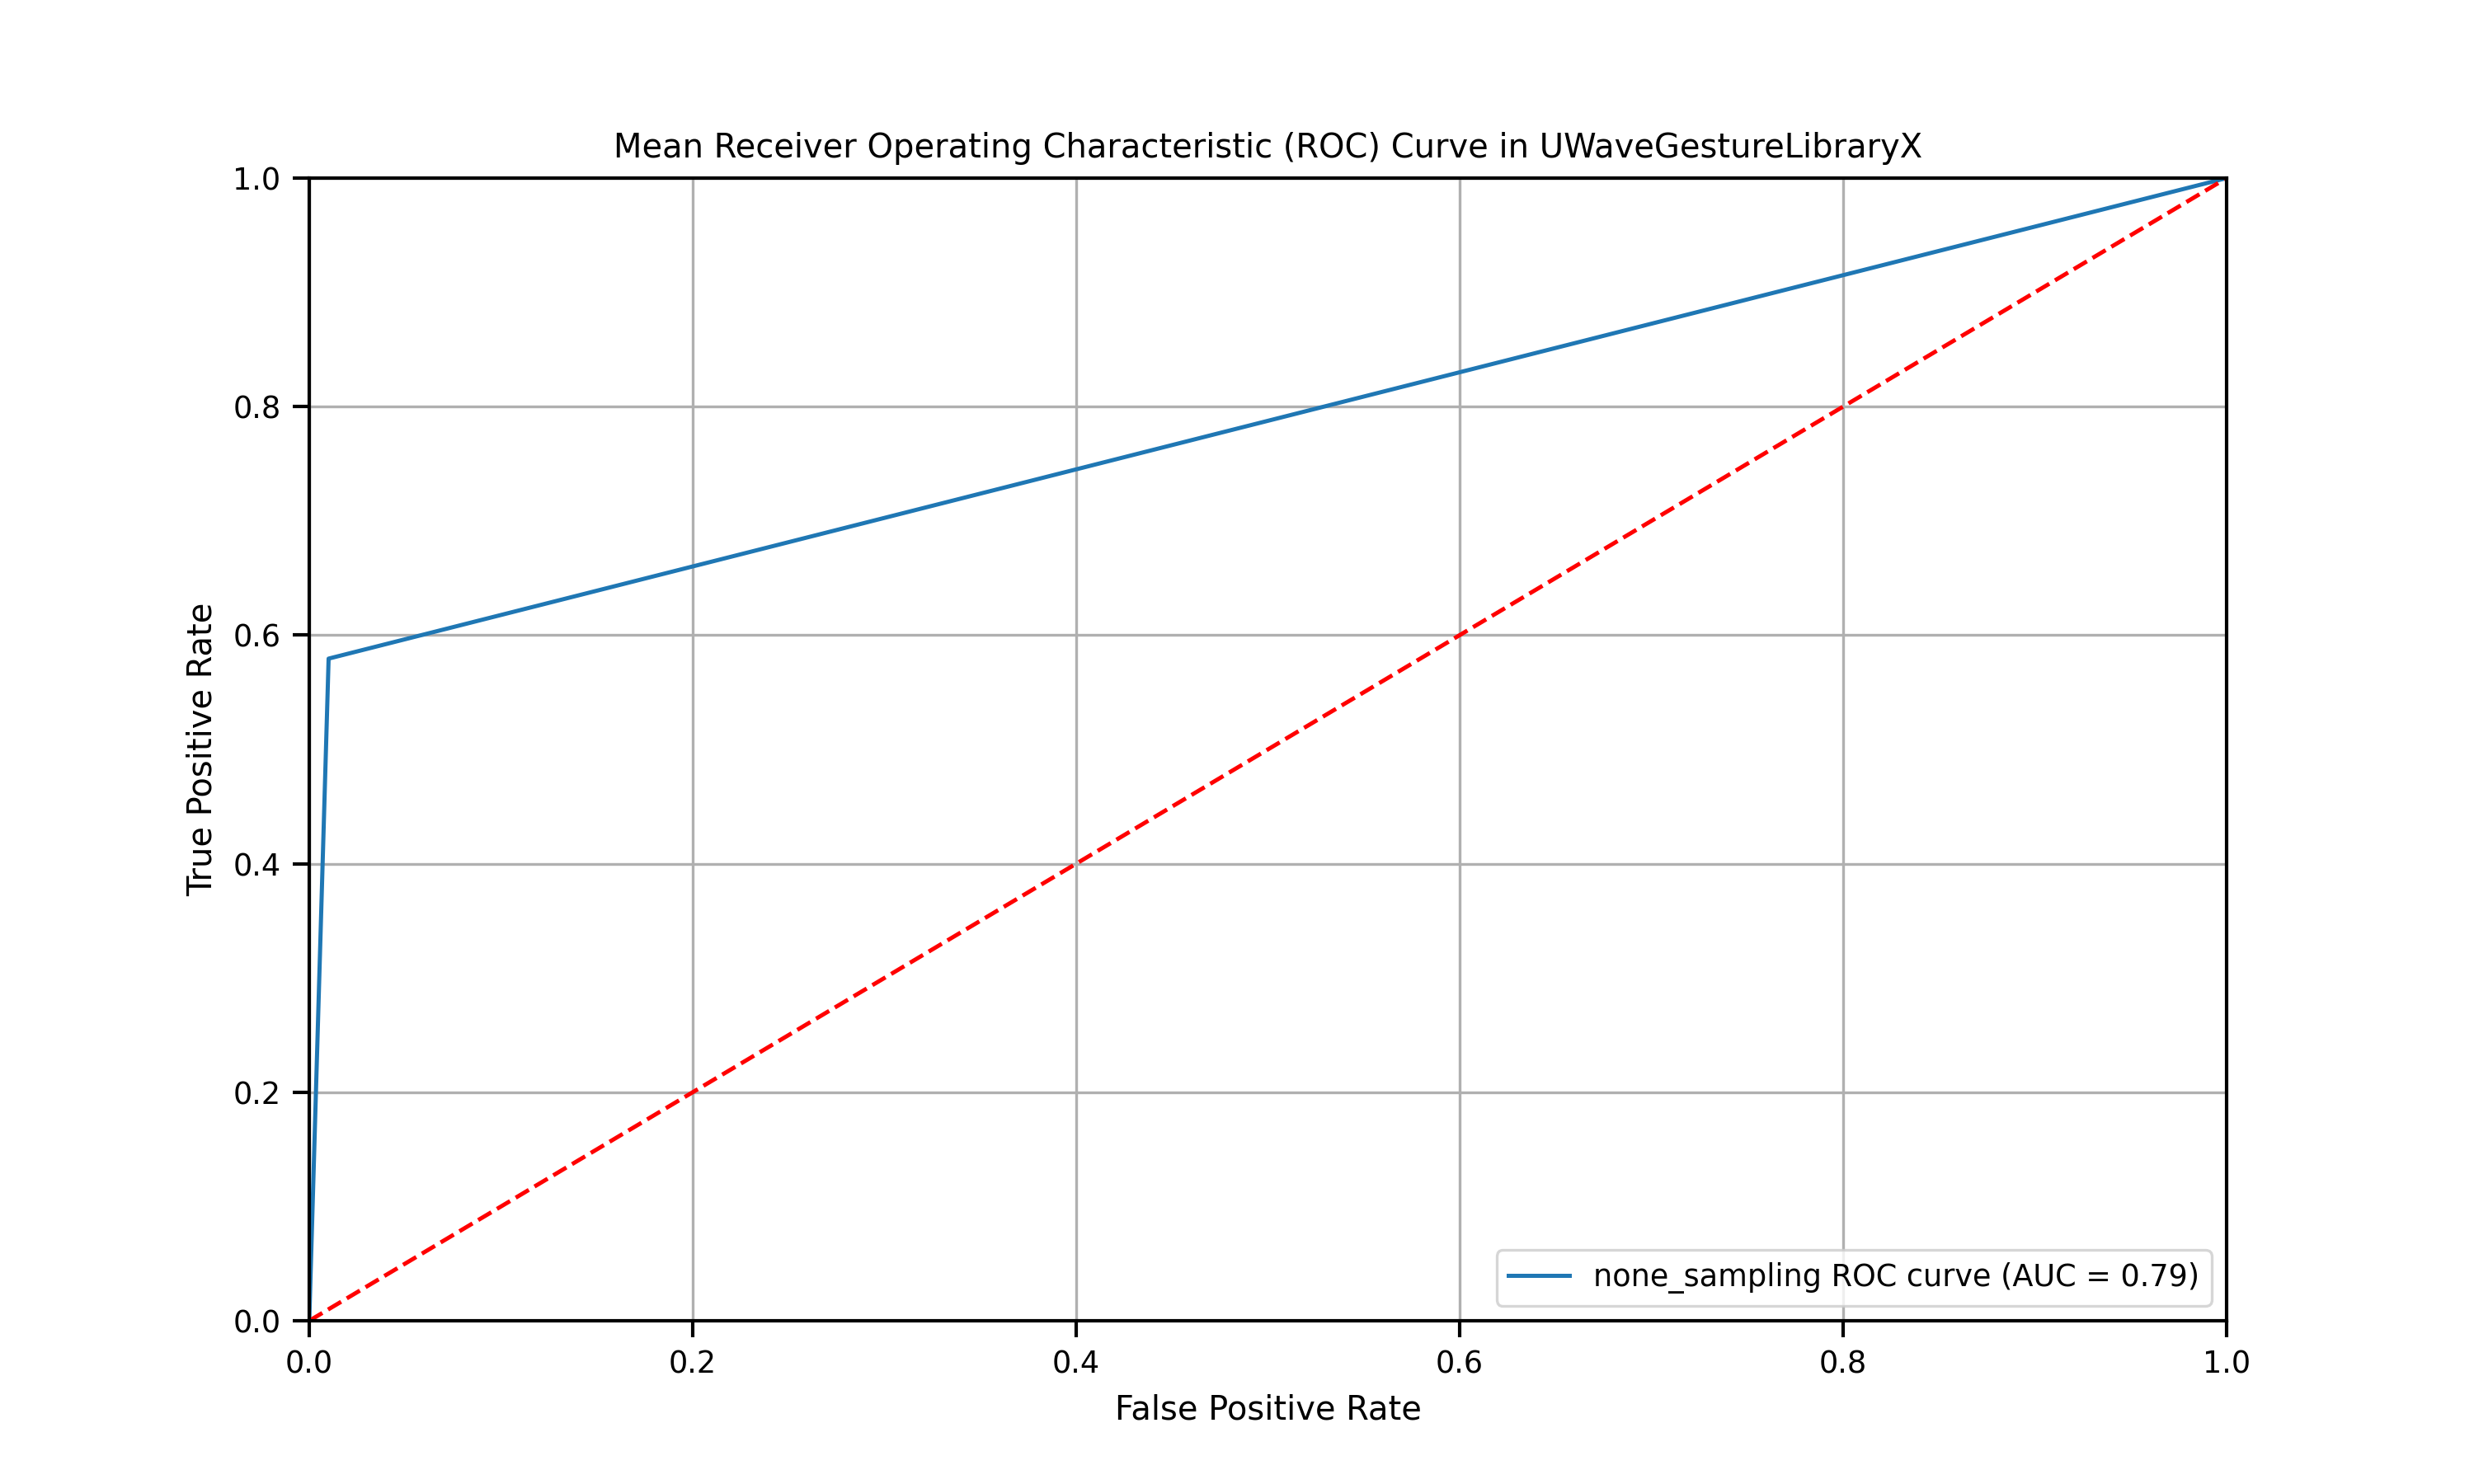 Mean Receiver Operating Characteristic (ROC) Curve in UWaveGestureLibraryX
1.0
0.8
0.6
0.4
0.2
0.0
True Positive Rate
0.0 0.2 0.4 0.6 0.8 1.0
False Positive Rate
none_sampling ROC curve (AUC = 0.79)